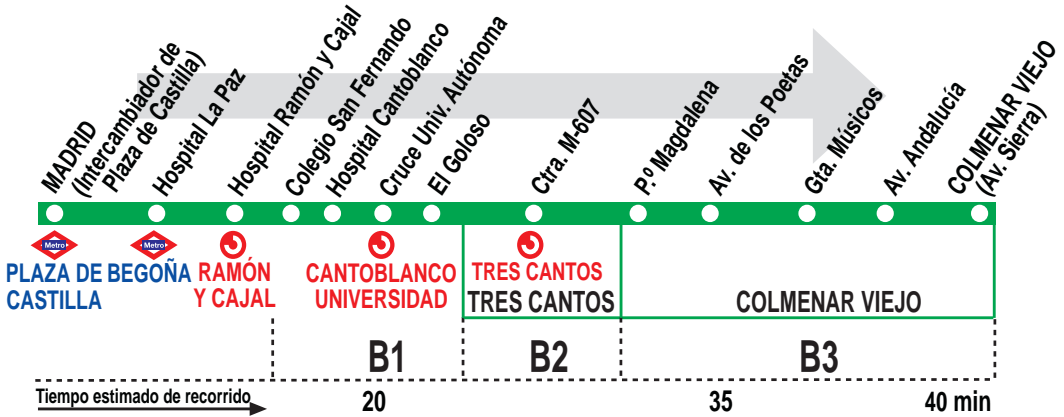 MADRID
(Intercambiador de
Plaza de Castilla)
Hospital La Paz
Hospital Ramón y Cajal
Colegio San Fernando
Hospital Cantoblanco
Cruce Univ. Autónoma
El Goloso
Ctra. M-607
P.º Magdalena
Av. de los Poetas
Gta. Músicos
Av. Andalucía
COLMENAR VIEJO
(Av. Sierra)
Metro
Metro
PLAZA DE
CASTILLA
BEGOÑA
RAMÓN
Y CAJAL
CANTOBLANCO
UNIVERSIDAD
TRES CANTOS
TRES CANTOS
COLMENAR VIEJO
B1
B2
B3
Tiempo estimado de recorrido
20
35
40 min